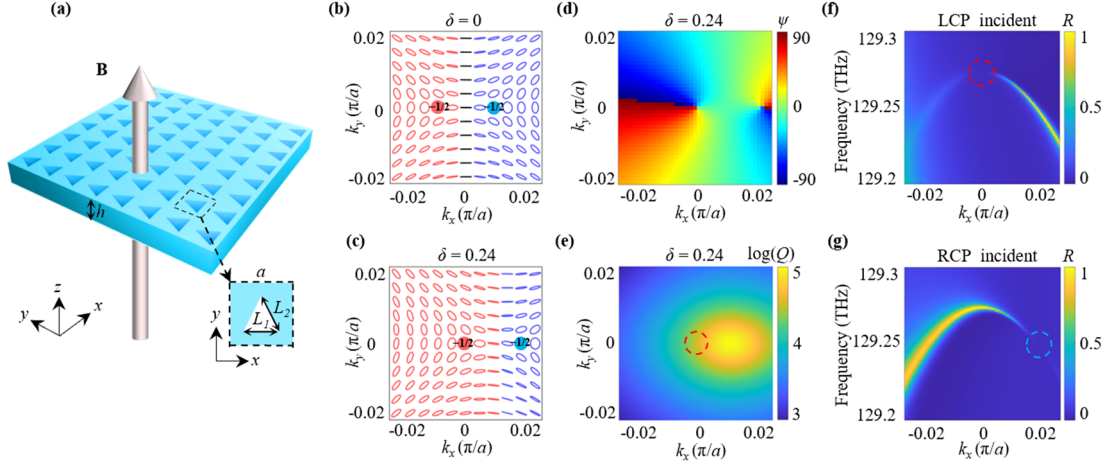 (a)
B
h
z
y
x
a
L1
L2
y
x
(b)
δ = 0
0.02
0
-0.02
ky (π/a)
-1/2
-1/2
-0.02
0
0.02
kx (π/a)
(c)
δ = 0.24
0.02
0
-0.02
ky (π/a)
-1/2
-1/2
-0.02
0
0.02
kx (π/a)
(d)
δ = 0.24
ψ
90
0
-90
0.02
0
-0.02
ky (π/a)
-0.02
0
0.02
kx (π/a)
(e)
δ = 0.24
log(Q)
5
4
3
0.02
0
-0.02
ky (π/a)
-0.02
0
0.02
kx (π/a)
(f)
LCP incident
R
1
0.5
0
129.3
129.25
129.2
Frequency (THz)
-0.02
0
0.02
kx (π/a)
(g)
RCP incident
R
1
0.5
0
129.3
129.25
129.2
Frequency (THz)
-0.02
0
0.02
kx (π/a)